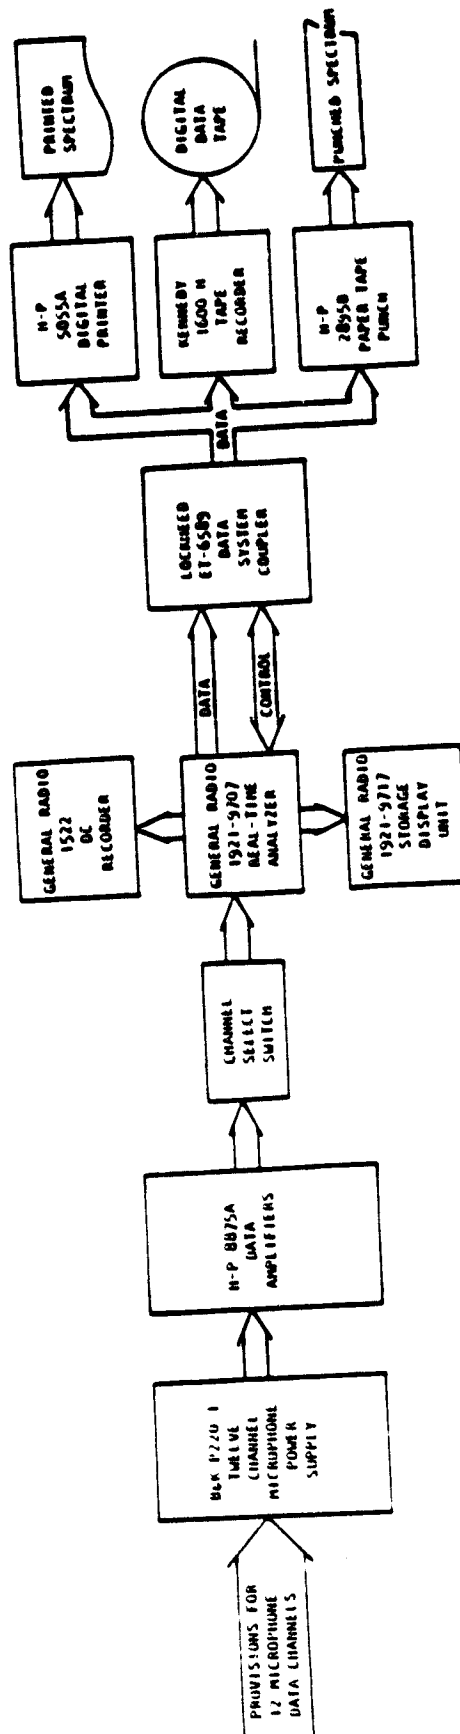 PROVISIONS FOR
12 MICROPHONE
DATA CHANNELS
TWELVE
CHANNEL
MICROPHONE
POWER
SUPPLY
H-P 8875A
DATA
AMPLIFIERS
CHANNEL
SELECT
SWITCH
GENERAL RADIO
1522
DC
RECORDER
GENERAL RADIO
1921-9707
REAL-TIME
ANALYZER
GENERAL RADIO
1921-9717
STORAGE
DISPLAY
UNIT
DATA
CONTROL
LOCKHEED
ET-6589
DATA
SYSTEM
COUPLER
DATA
H-P
5055A
DIGITAL
PRINTER
KENNEDY
1600 H
TAPE
RECORDER
H-P
2895B
PAPER TAPE
PUNCH
PRINTED
SPECTRUM
DIGITAL
DATA
TAPE
PUNCHED SPECTRUM